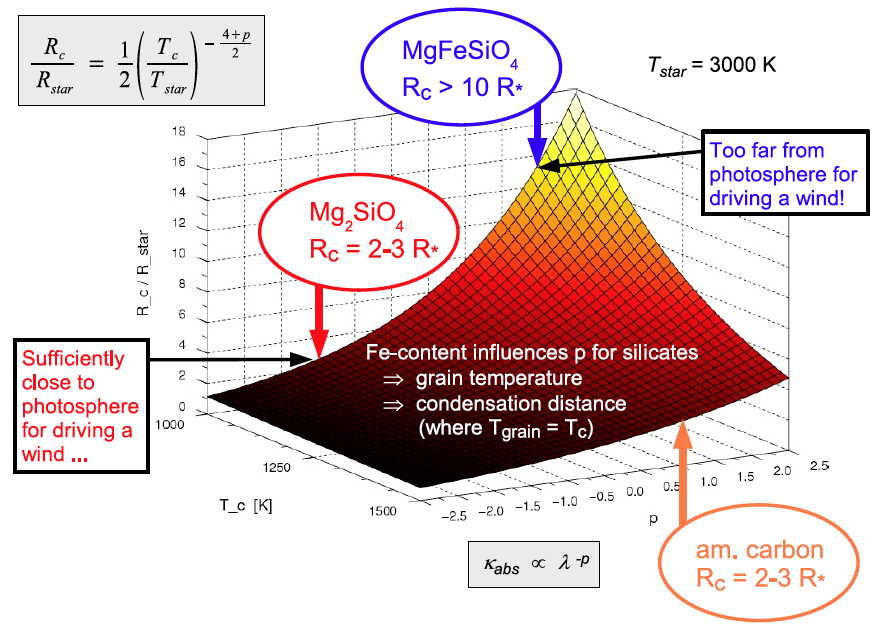 R_c / R_star = 1/2 (T_c / T_star)^(- (4+p)/2)
MgFeSiO4
Rc > 10 R*
Tstar = 3000 K
Too far from
photosphere for
driving a wind!
Mg2SiO4
Rc = 2-3 R*
Sufficiently
close to
photosphere
for driving a
wind ...
Fe-content influences p for silicates
⇒ grain temperature
⇒ condensation distance
(where Tgrain = Tc)
R_c / R_star
18
16
14
12
10
8
6
4
2
0
1000
1250
1500
T_c [K]
-2.5
-2.0
-1.5
-1.0
-0.5
0.0
0.5
1.0
1.5
2.0
2.5
p
κabs ∝ λ^-p
am. carbon
Rc = 2-3 R*